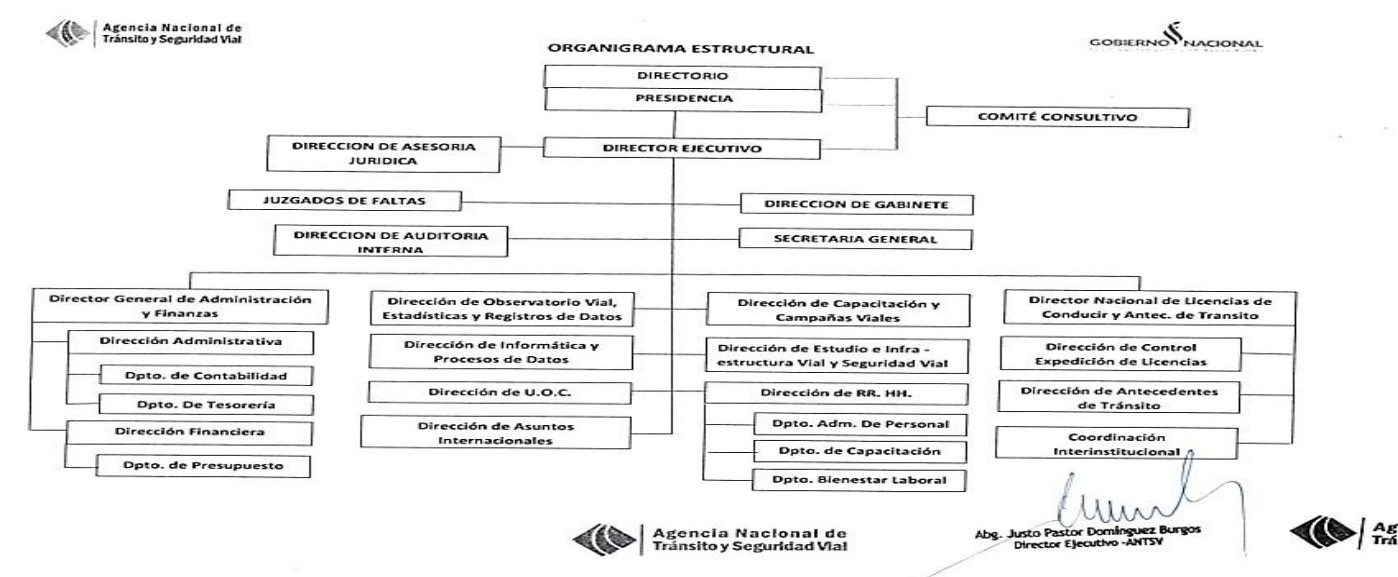 Agencia Nacional de
Tránsito y Seguridad Vial
GOBIERNO NACIONAL
ORGANIGRAMA ESTRUCTURAL
DIRECTORIO
PRESIDENCIA
COMITÉ CONSULTIVO
DIRECCION DE ASESORIA
JURIDICA
DIRECTOR EJECUTIVO
JUZGADOS DE FALTAS
DIRECCION DE GABINETE
DIRECCION DE AUDITORIA
INTERNA
SECRETARIA GENERAL
Director General de Administración
y Finanzas
Dirección Administrativa
Dpto. de Contabilidad
Dpto. De Tesorería
Dirección Financiera
Dpto. de Presupuesto
Dirección de Observatorio Vial,
Estadísticas y Registros de Datos
Dirección de Informática y
Procesos de Datos
Dirección de U.O.C.
Dirección de Asuntos
Internacionales
Dirección de Capacitación y
Campañas Viales
Dirección de Estudio e Infra -
estructura Vial y Seguridad Vial
Dirección de RR. HH.
Dpto. Adm. De Personal
Dpto. de Capacitación
Dpto. Bienestar Laboral
Director Nacional de Licencias de
Conducir y Antec. de Transito
Dirección de Control
Expedición de Licencias
Dirección de Antecedentes
de Tránsito
Coordinación
Interinstitucional
Agencia Nacional de
Tránsito y Seguridad Vial
Abg. Justo Pastor Domínguez Burgos
Director Ejecutivo -ANTSV
Ag
Trá